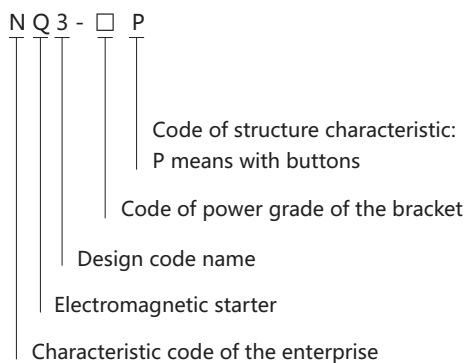 N Q 3 - □ P
Code of structure characteristic:
P means with buttons
Code of power grade of the bracket
Design code name
Electromagnetic starter
Characteristic code of the enterprise